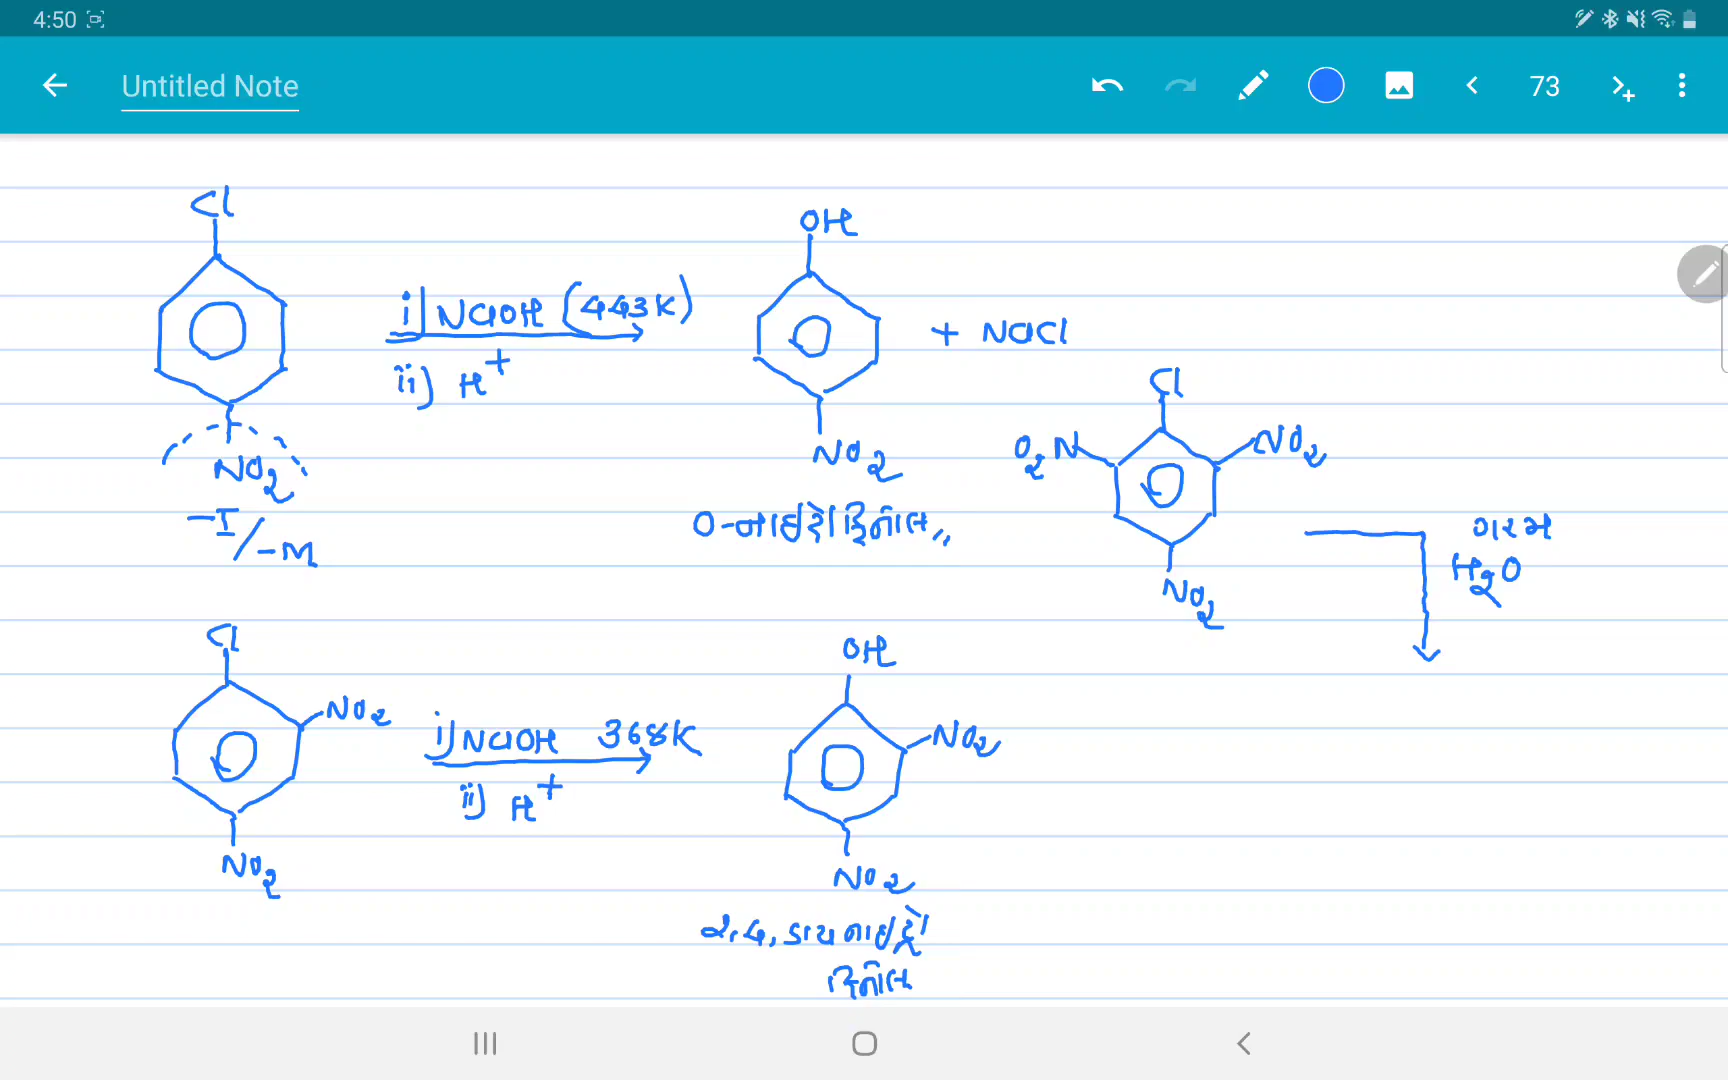 4:50
Untitled Note
73
Cl
i) NaOH (443K)
ii) H⁺
NO₂
-I/-M
OH
+ NaCl
NO₂
o-નાઇટ્રોફિનોલ,,
Cl
O₂N
NO₂
NO₂
ગરમ
H₂O
Cl
NO₂
NO₂
i) NaOH 368K
ii) H⁺
OH
NO₂
NO₂
2,4, ડાયનાઇટ્રો
ફિનોલ